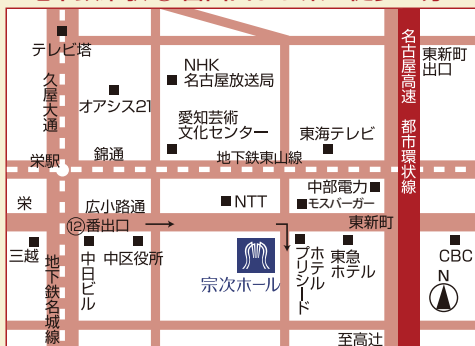 テレビ塔
久屋大通
オアシス21
NHK
名古屋放送局
愛知芸術
文化センター
東海テレビ
名古屋高速 都市環状線
東新町
出口
栄駅
錦通
地下鉄東山線
栄
広小路通
⑫番出口
NTT
中部電力
モスバーガー
東新町
三越
地下鉄名城線
中日ビル
中区役所
宗次ホール
ホテル
プリシード
東急
ホテル
CBC
N
至高辻